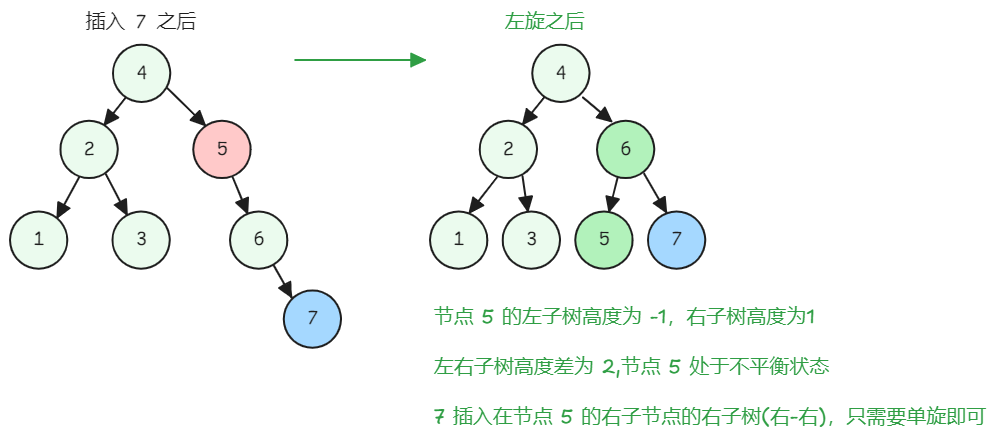 插入 7 之后
左旋之后
4
4
2
5
2
6
1
3
6
1
3
5
7
7
节点 5 的左子树高度为 -1，右子树高度为1
左右子树高度差为 2,节点 5 处于不平衡状态
7 插入在节点 5 的右子节点的右子树(右-右)，只需要单旋即可